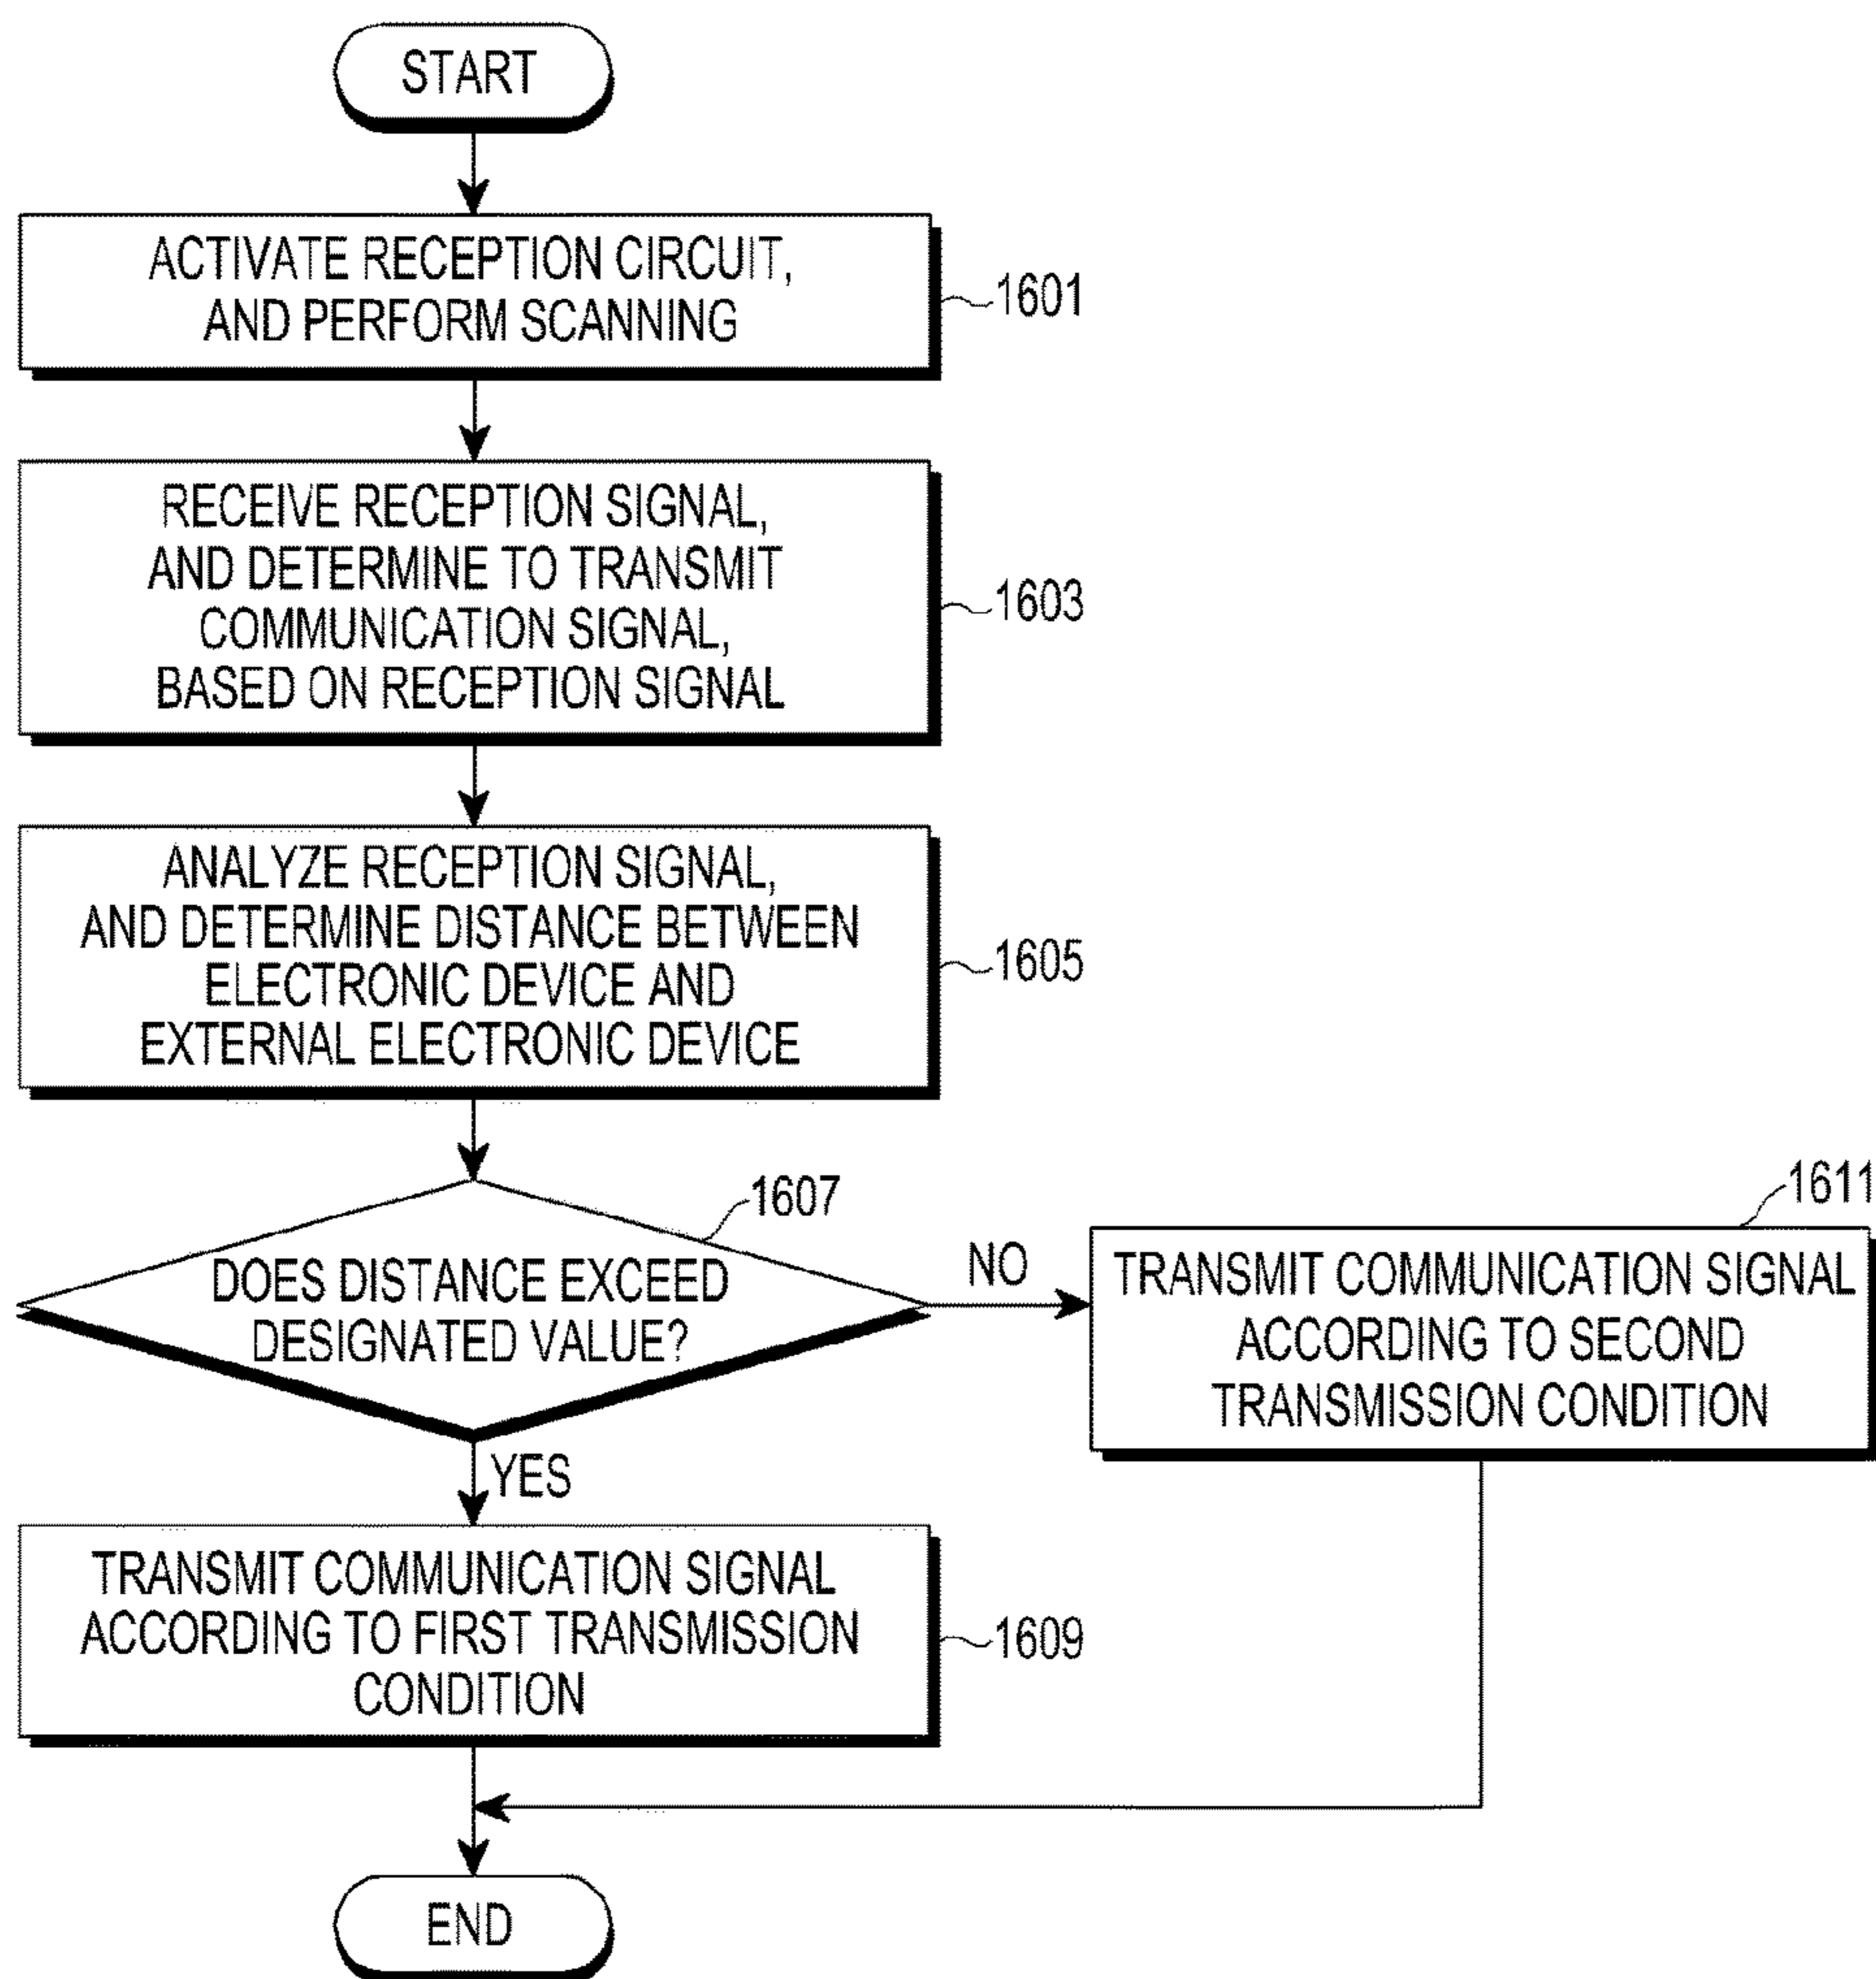 START
ACTIVATE RECEPTION CIRCUIT,
AND PERFORM SCANNING
1601
RECEIVE RECEPTION SIGNAL,
AND DETERMINE TO TRANSMIT
COMMUNICATION SIGNAL,
BASED ON RECEPTION SIGNAL
1603
ANALYZE RECEPTION SIGNAL,
AND DETERMINE DISTANCE BETWEEN
ELECTRONIC DEVICE AND
EXTERNAL ELECTRONIC DEVICE
1605
1607
DOES DISTANCE EXCEED
DESIGNATED VALUE?
NO
1611
TRANSMIT COMMUNICATION SIGNAL
ACCORDING TO SECOND
TRANSMISSION CONDITION
YES
TRANSMIT COMMUNICATION SIGNAL
ACCORDING TO FIRST TRANSMISSION
CONDITION
1609
END